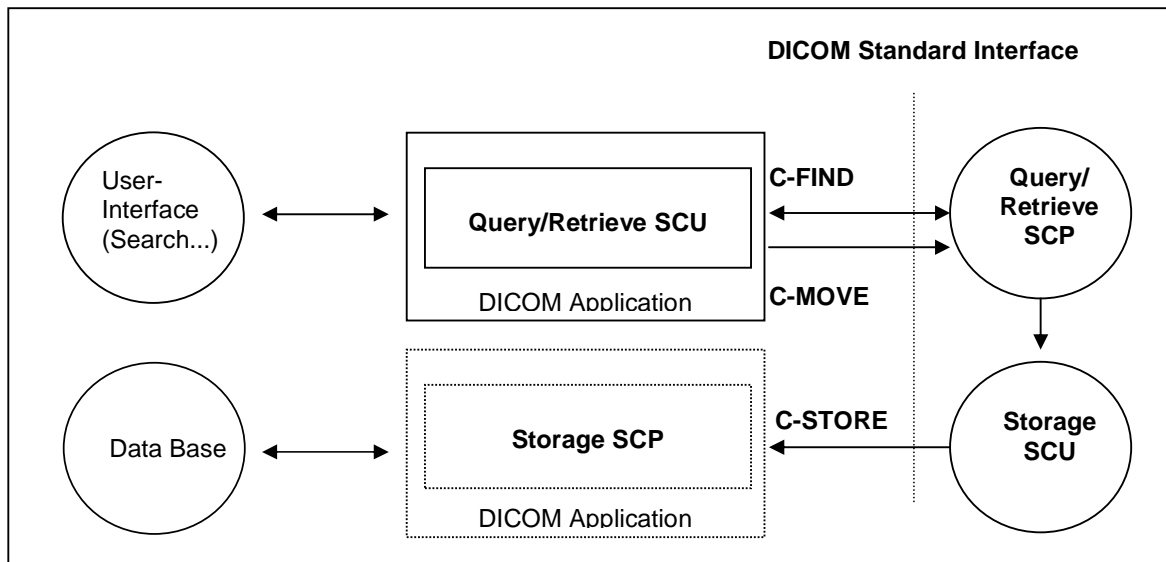 DICOM Standard Interface
User-
Interface
(Search...)
Query/Retrieve SCU
DICOM Application
C-FIND
C-MOVE
Query/
Retrieve
SCP
Data Base
Storage SCP
DICOM Application
C-STORE
Storage
SCU